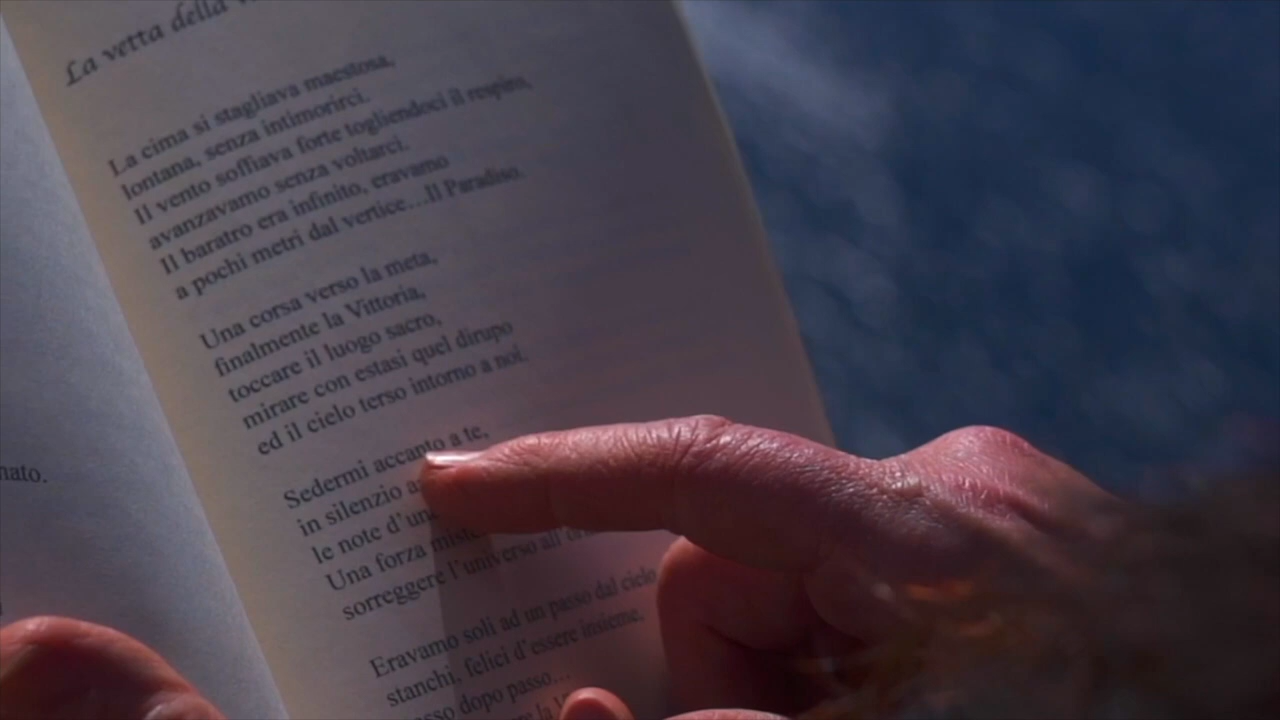 La vetta della
La cima si stagliava maestosa,
lontana, senza intimorirci.
Il vento soffiava forte togliendoci il respiro,
avanzavamo senza voltarci.
Il baratro era infinito, eravamo
a pochi metri dal vertice...Il Paradiso.
Una corsa verso la meta,
finalmente la Vittoria,
toccare il luogo sacro,
mirare con estasi quel dirupo
ed il cielo terso intorno a noi.
Sedermi accanto a te,
in silenzio
le note d'un
Una forza
sorreggere l'universo all'
Eravamo soli ad un passo dal cielo
stanchi, felici d'essere insieme,
dopo passo...
la
nato.